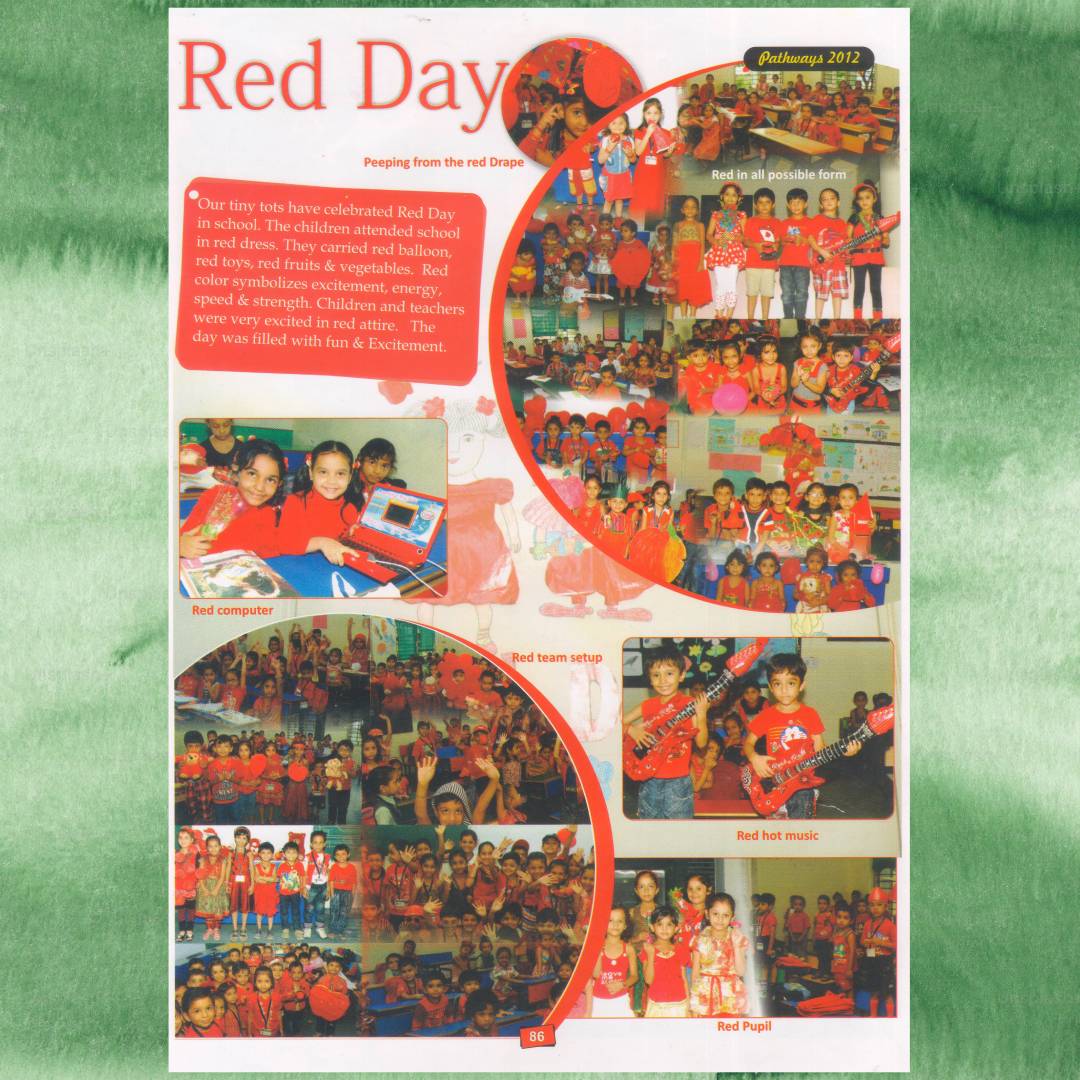 Red Day
Pathways 2012
Peeping from the red Drape
Red in all possible form
Our tiny tots have celebrated Red Day
in school. The children attended school
in red dress. They carried red balloon,
red toys, red fruits & vegetables. Red
color symbolizes excitement, energy,
speed & strength. Children and teachers
were very excited in red attire. The
day was filled with fun & Excitement.
Red computer
Red team setup
D
Red hot music
Red Pupil
86